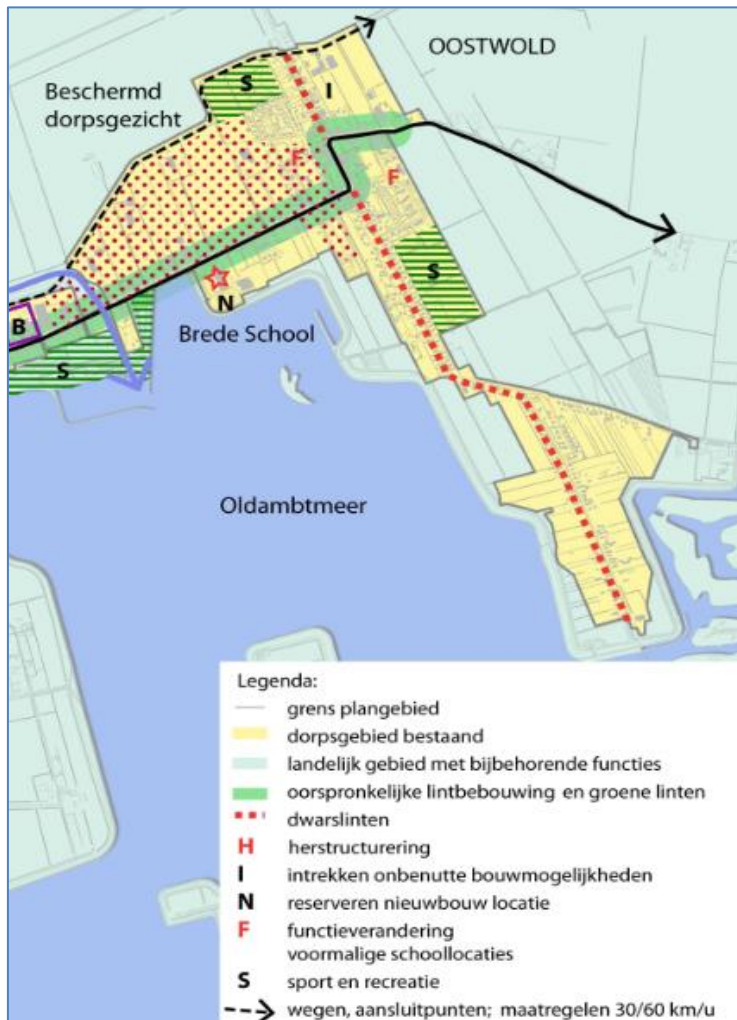 OOSTWOLD
S
I
Beschermd
dorpsgezicht
F
F
S
N
B
Brede School
S
Oldambtmeer
Legenda:
grens plangebied
dorpsgebied bestaand
landelijk gebied met bijbehorende functies
oorspronkelijke lintbebouwing en groene linten
dwarslinten
H herstructurering
I intrekken onbenutte bouwmogelijkheden
N reserveren nieuwbouw locatie
F functieverandering
voormalige schoollocaties
S sport en recreatie
wegen, aansluitpunten; maatregelen 30/60 km/u